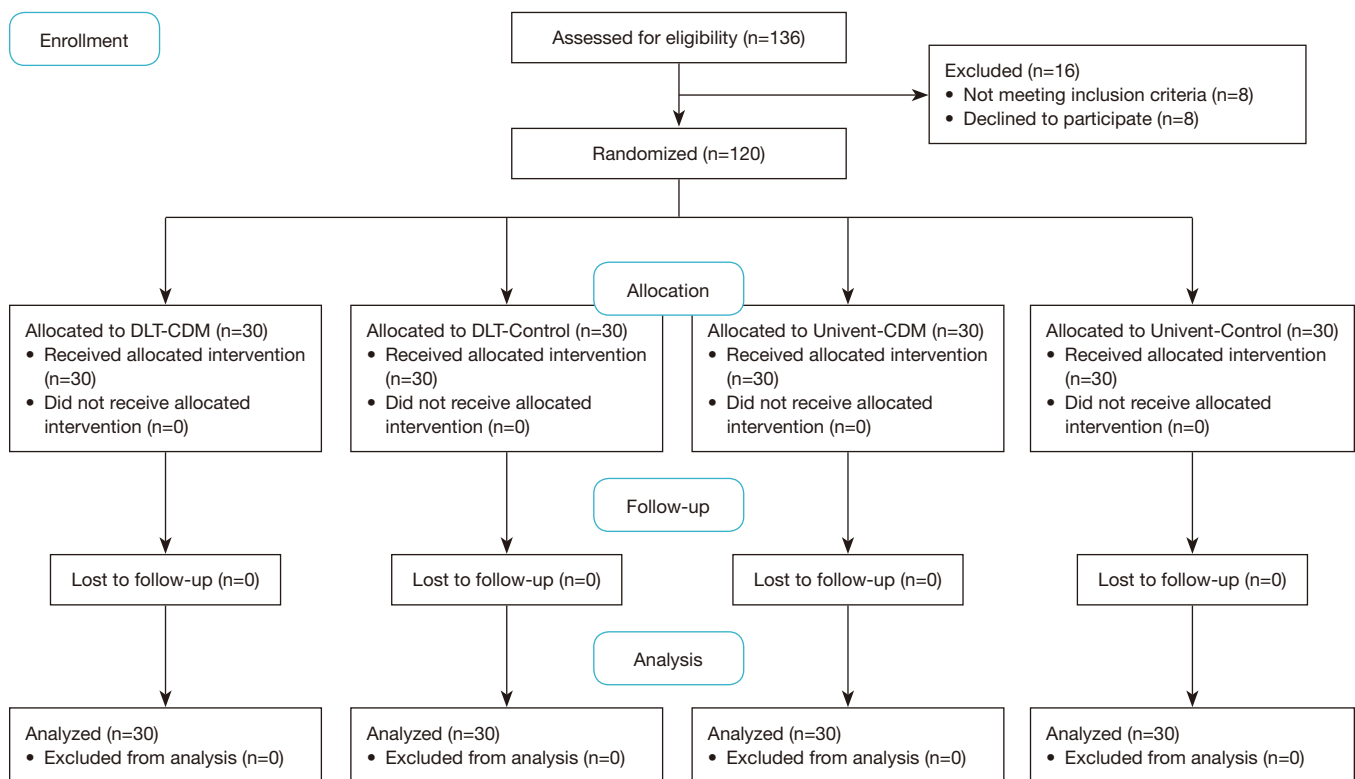 Enrollment
Assessed for eligibility (n=136)
Excluded (n=16)
• Not meeting inclusion criteria (n=8)
• Declined to participate (n=8)
Randomized (n=120)
Allocation
Allocated to DLT-CDM (n=30)
• Received allocated intervention
(n=30)
• Did not receive allocated
intervention (n=0)
Allocated to DLT-Control (n=30)
• Received allocated intervention
(n=30)
• Did not receive allocated
intervention (n=0)
Allocated to Univent-CDM (n=30)
• Received allocated intervention
(n=30)
• Did not receive allocated
intervention (n=0)
Allocated to Univent-Control (n=30)
• Received allocated intervention
(n=30)
• Did not receive allocated
intervention (n=0)
Follow-up
Lost to follow-up (n=0)
Lost to follow-up (n=0)
Lost to follow-up (n=0)
Lost to follow-up (n=0)
Analysis
Analyzed (n=30)
• Excluded from analysis (n=0)
Analyzed (n=30)
• Excluded from analysis (n=0)
Analyzed (n=30)
• Excluded from analysis (n=0)
Analyzed (n=30)
• Excluded from analysis (n=0)